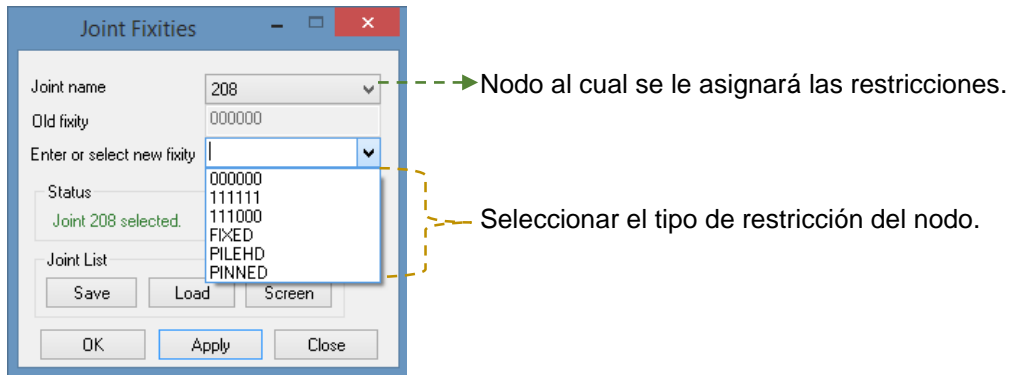 Joint Fixities
Joint name 208 Nodo al cual se le asignará las restricciones.
Old fixity 000000
Enter or select new fixity
000000
Status
111111
Joint 208 selected. 111000
FIXED
Seleccionar el tipo de restricción del nodo.
PILEHD
Joint List
PINNED
Save Load Screen
OK Apply Close